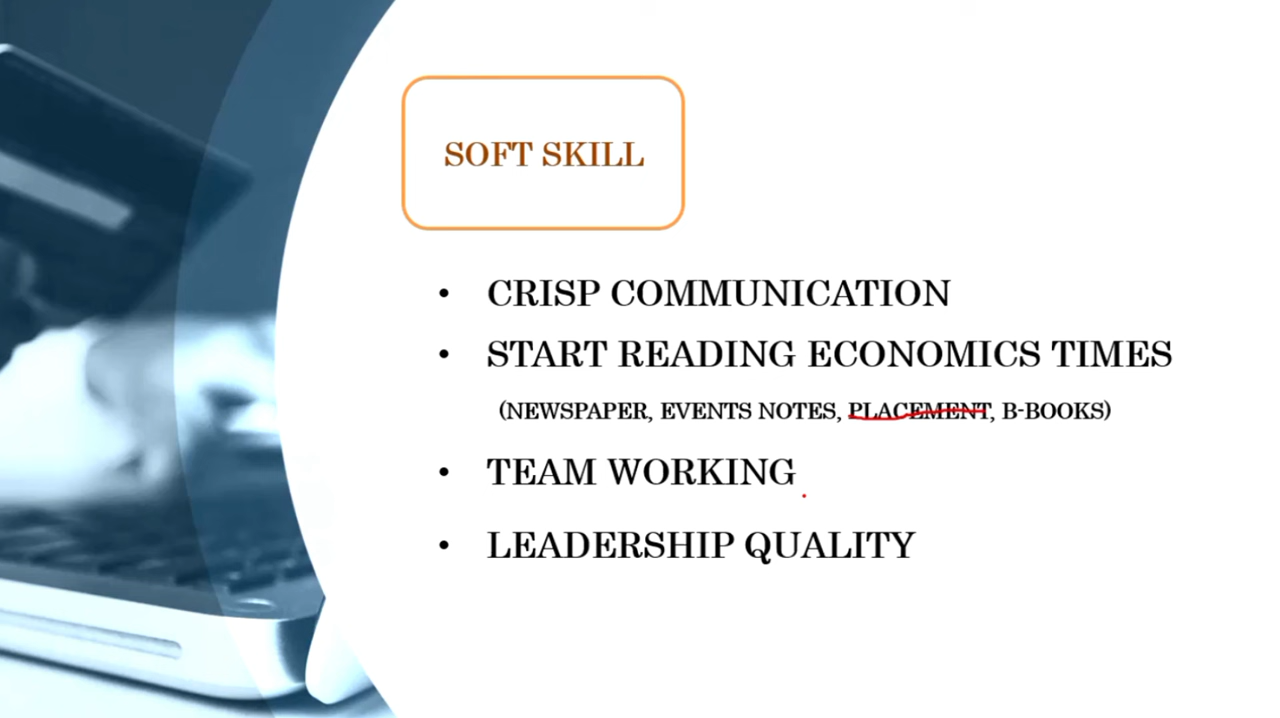 SOFT SKILL
• CRISP COMMUNICATION
• START READING ECONOMICS TIMES
(NEWSPAPER, EVENTS NOTES, PLACEMENT, B-BOOKS)
• TEAM WORKING
• LEADERSHIP QUALITY